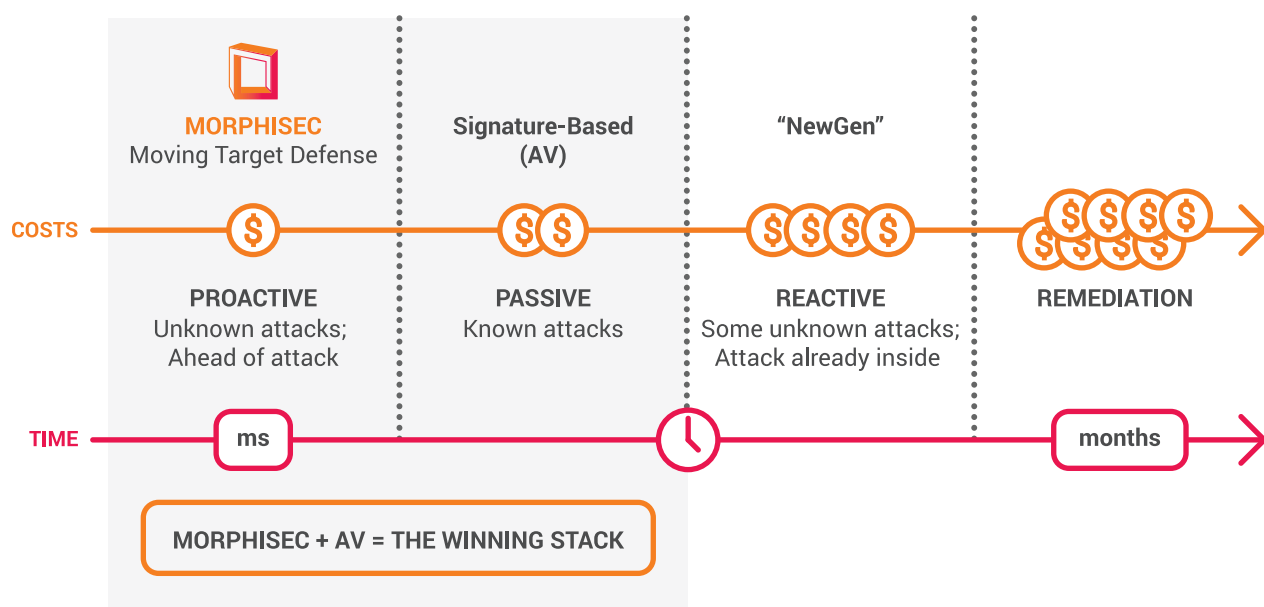 MORPHISEC
Moving Target Defense
Signature-Based
(AV)
“NewGen”
COSTS
$
$ $
$ $ $ $
$ $ $ $
$ $ $ $
PROACTIVE
Unknown attacks;
Ahead of attack
PASSIVE
Known attacks
REACTIVE
Some unknown attacks;
Attack already inside
REMEDIATION
TIME
ms
months
MORPHISEC + AV = THE WINNING STACK